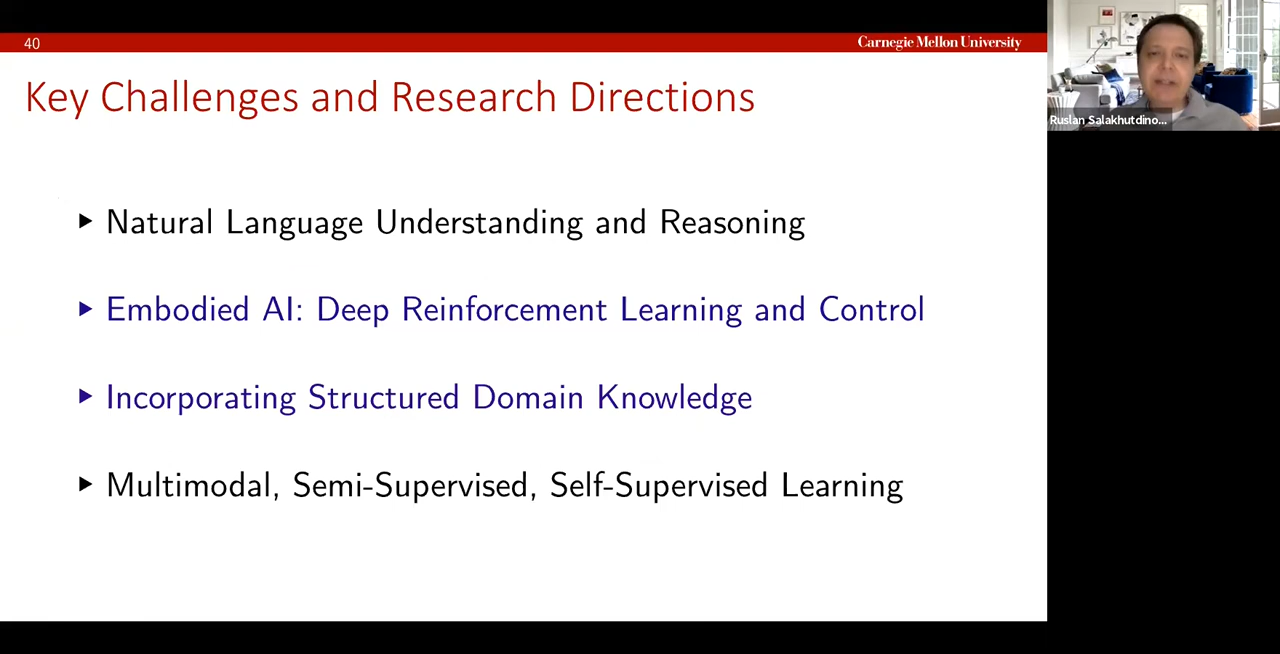 40
Carnegie Mellon University
Key Challenges and Research Directions
Natural Language Understanding and Reasoning
Embodied AI: Deep Reinforcement Learning and Control
Incorporating Structured Domain Knowledge
Multimodal, Semi-Supervised, Self-Supervised Learning
Ruslan Salakhutdino...